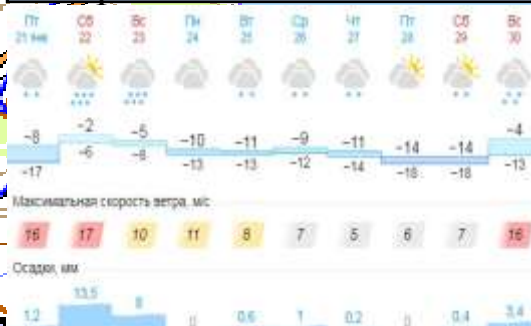 Пт Сб Вс Пн Вт Ср Чт Пт Сб Вс
21 янв 22 23 24 25 26 27 28 29 30
-8 -2 -5 -10 -11 -9 -11 -14 -14 -4
-17 -6 -8 -13 -13 -12 -14 -18 -18 -13
Максимальная скорость ветра, м/с
16 17 10 11 8 7 5 6 7 16
Осадки, мм
1,2 13,5 8 0 0,6 1 0,2 0 0,4 3,4